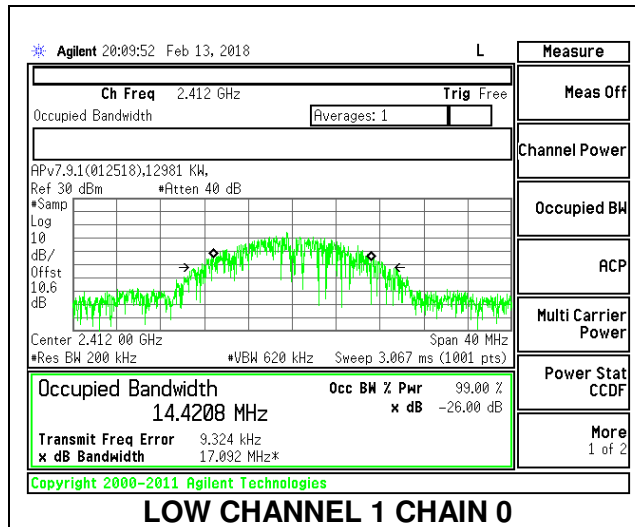 Agilent 20:09:52 Feb 13, 2018 L
Measure
Ch Freq 2.412 GHz Trig Free
Occupied Bandwidth Averages: 1
APv7.9.1(012518),12981 KW,
Ref 30 dBm #Atten 40 dB
#Samp
Log
10
dB/
Offst
10.6
dB
Center 2.412 00 GHz Span 40 MHz
#Res BW 200 kHz #VBW 620 kHz Sweep 3.067 ms (1001 pts)
Occupied Bandwidth Occ BW % Pwr 99.00 %
14.4208 MHz x dB -26.00 dB
Transmit Freq Error 9.324 kHz
x dB Bandwidth 17.092 MHz*
Copyright 2000-2011 Agilent Technologies
Meas Off
Channel Power
Occupied BW
ACP
Multi Carrier
Power
Power Stat
CCDF
More
1 of 2
LOW CHANNEL 1 CHAIN 0